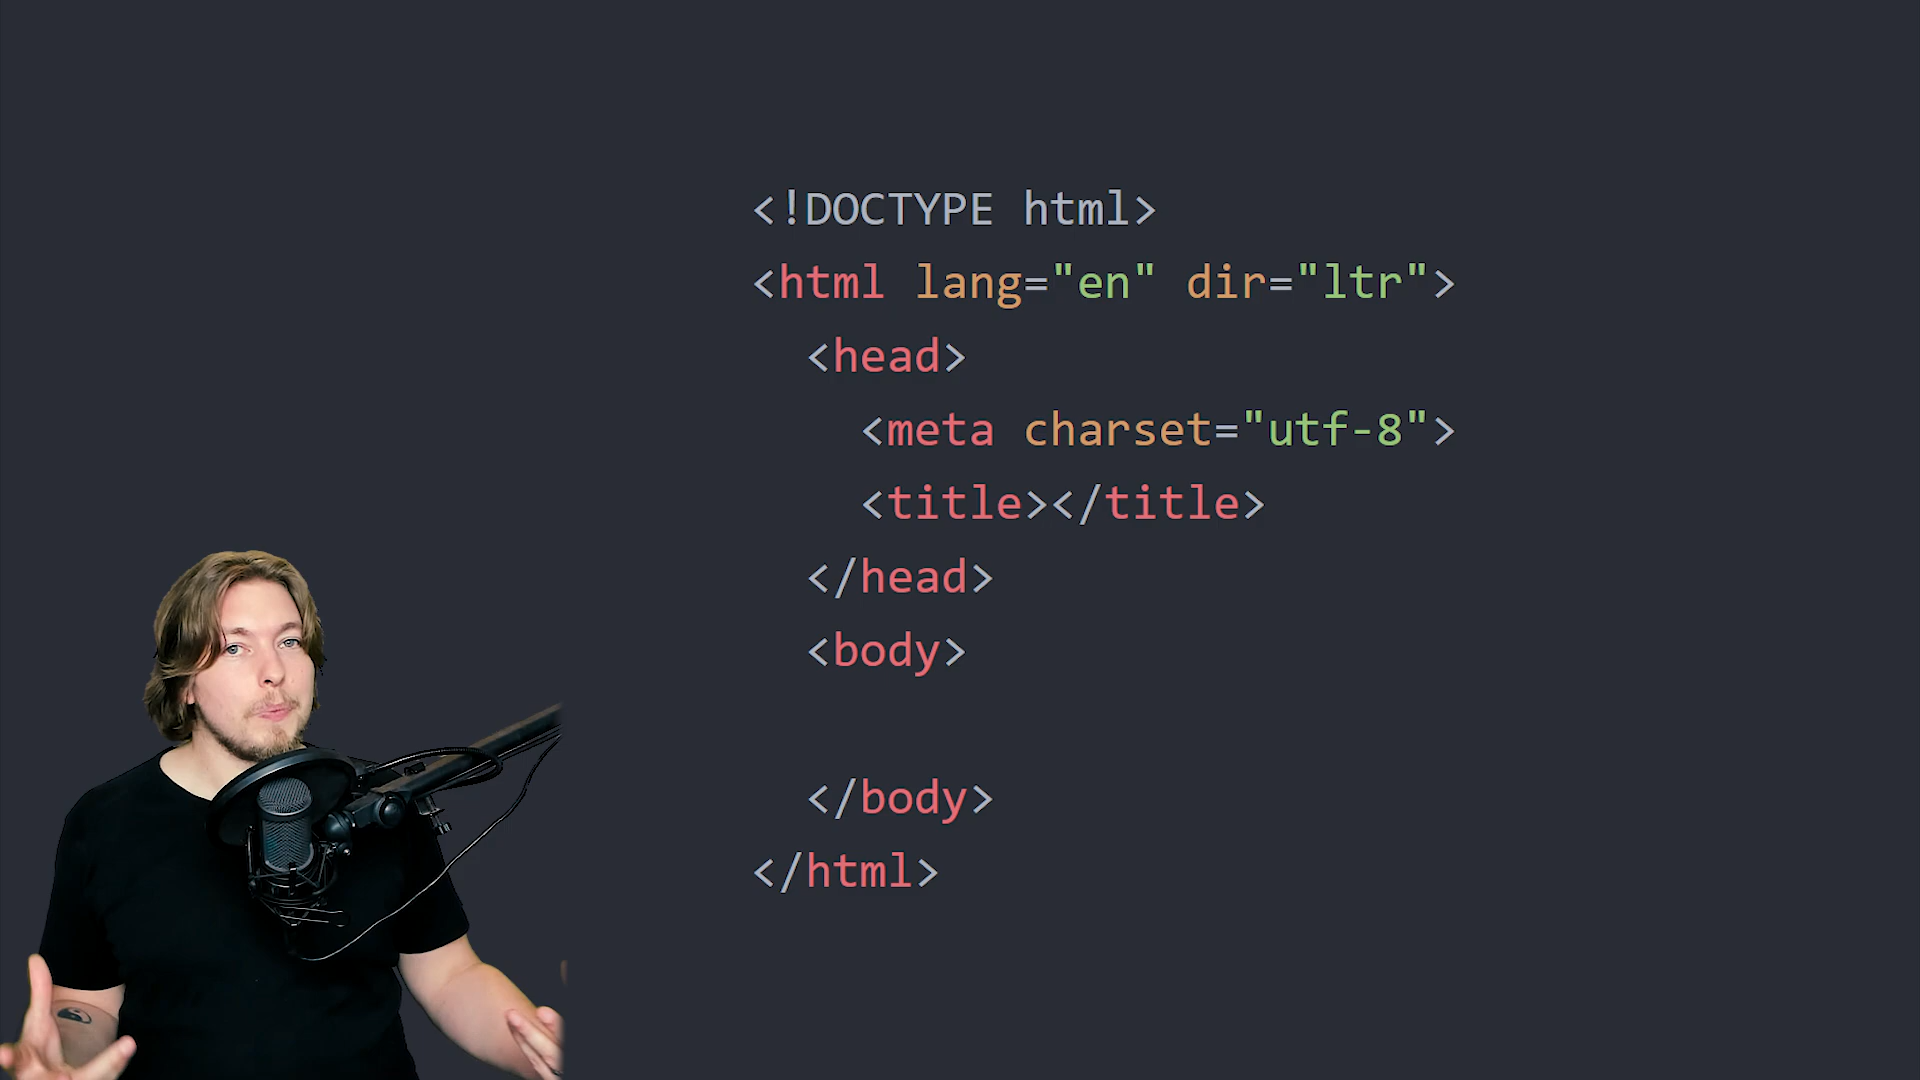 <!DOCTYPE html>
<html lang="en" dir="ltr">
<head>
<meta charset="utf-8">
<title></title>
</head>
<body>
</body>
</html>